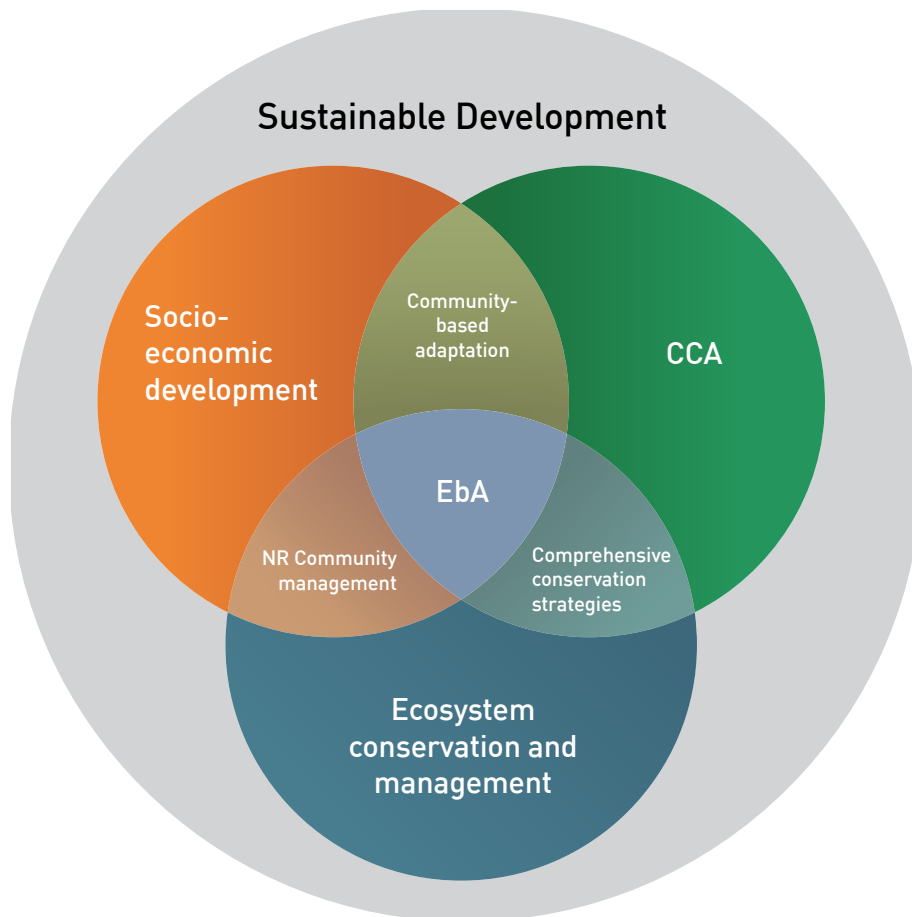 Sustainable Development
Socio-
economic
development
Community-
based
adaptation
CCA
EbA
NR Community
management
Comprehensive
conservation
strategies
Ecosystem
conservation and
management